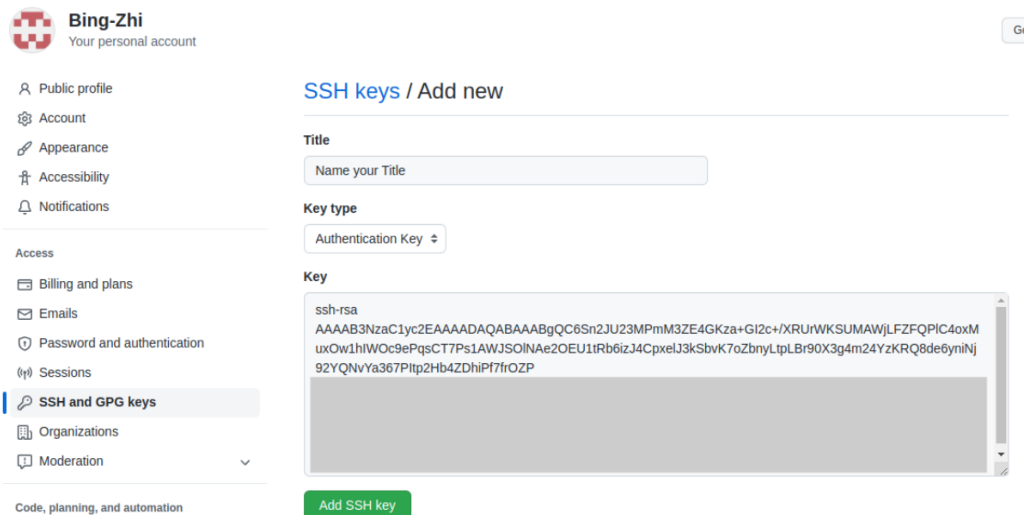 Bing-Zhi
Your personal account
Go
Public profile
Account
Appearance
Accessibility
Notifications
Access
Billing and plans
Emails
Password and authentication
Sessions
SSH and GPG keys
Organizations
Moderation
Code, planning, and automation
SSH keys / Add new
Title
Name your Title
Key type
Authentication Key
Key
ssh-rsa
AAAAB3NzaC1yc2EAAAADAQABAAABgQC6Sn2JU23MPmM3ZE4GKza+GI2c+/XRUrWKSUMAWjLFZFQPlC4oxM
uxOw1hIWOc9ePqsCT7Ps1AWJSOlNAe2OEU1tRb6izJ4CpxelJ3kSbvK7oZbnyLtpLBr90X3g4m24YzKRQ8de6yniNj
92YQNvYa367PItp2Hb4ZDhiPf7frOZP
Add SSH key